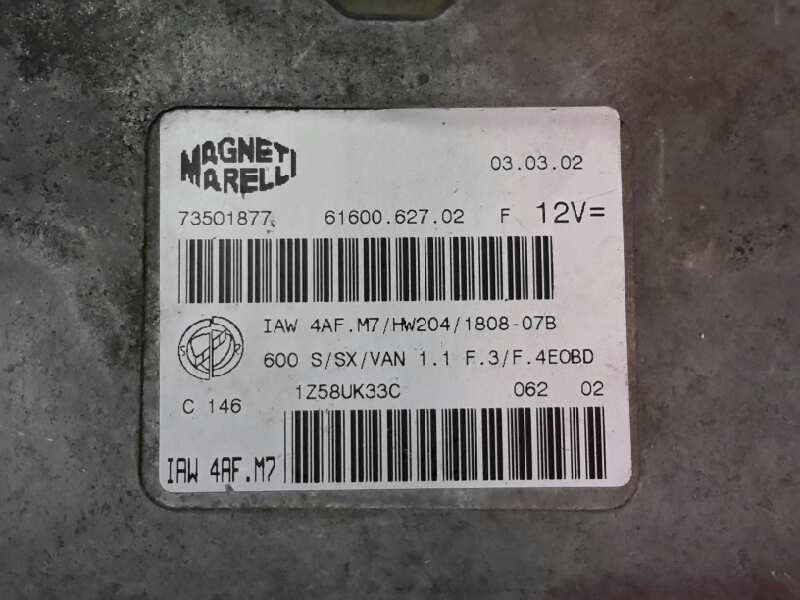 MAGNETI
MARELLI
03.03.02
73501877
61600.627.02 F 12V=
IAW 4AF.M7/HW204/1808-07B
600 S/SX/VAN 1.1 F.3/F.4EOBD
C 146
1Z58UK33C 062 02
IAW 4AF.M7